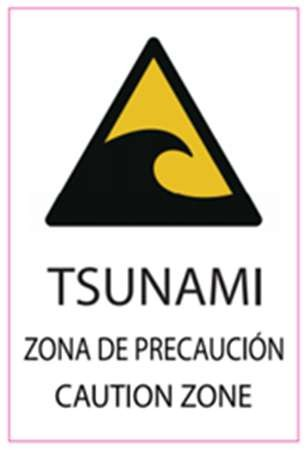 TSUNAMI
ZONA DE PRECAUCIÓN
CAUTION ZONE